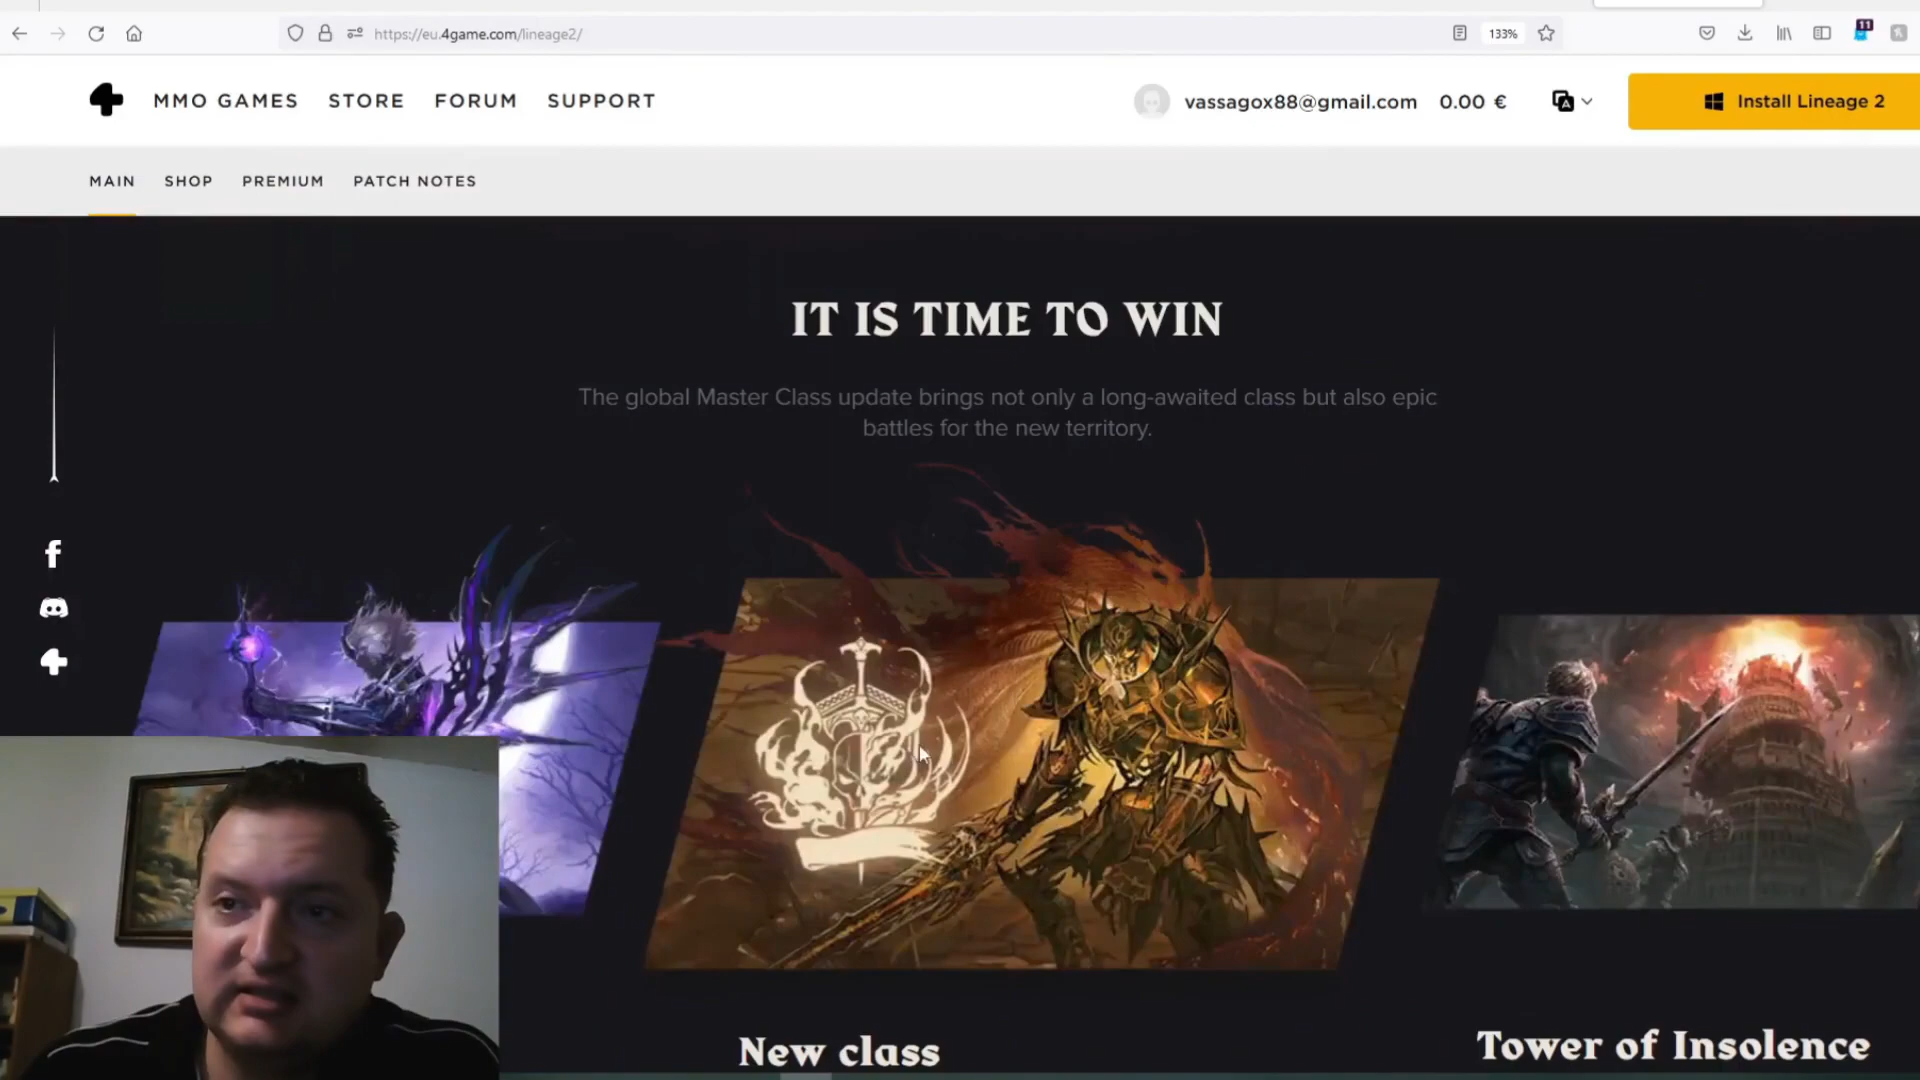 https://eu.4game.com/lineage2/
133%
11
MMO GAMES STORE FORUM SUPPORT
vassagox88@gmail.com 0.00 €
Install Lineage 2
MAIN SHOP PREMIUM PATCH NOTES
IT IS TIME TO WIN
The global Master Class update brings not only a long-awaited class but also epic
battles for the new territory.
New class
Tower of Insolence